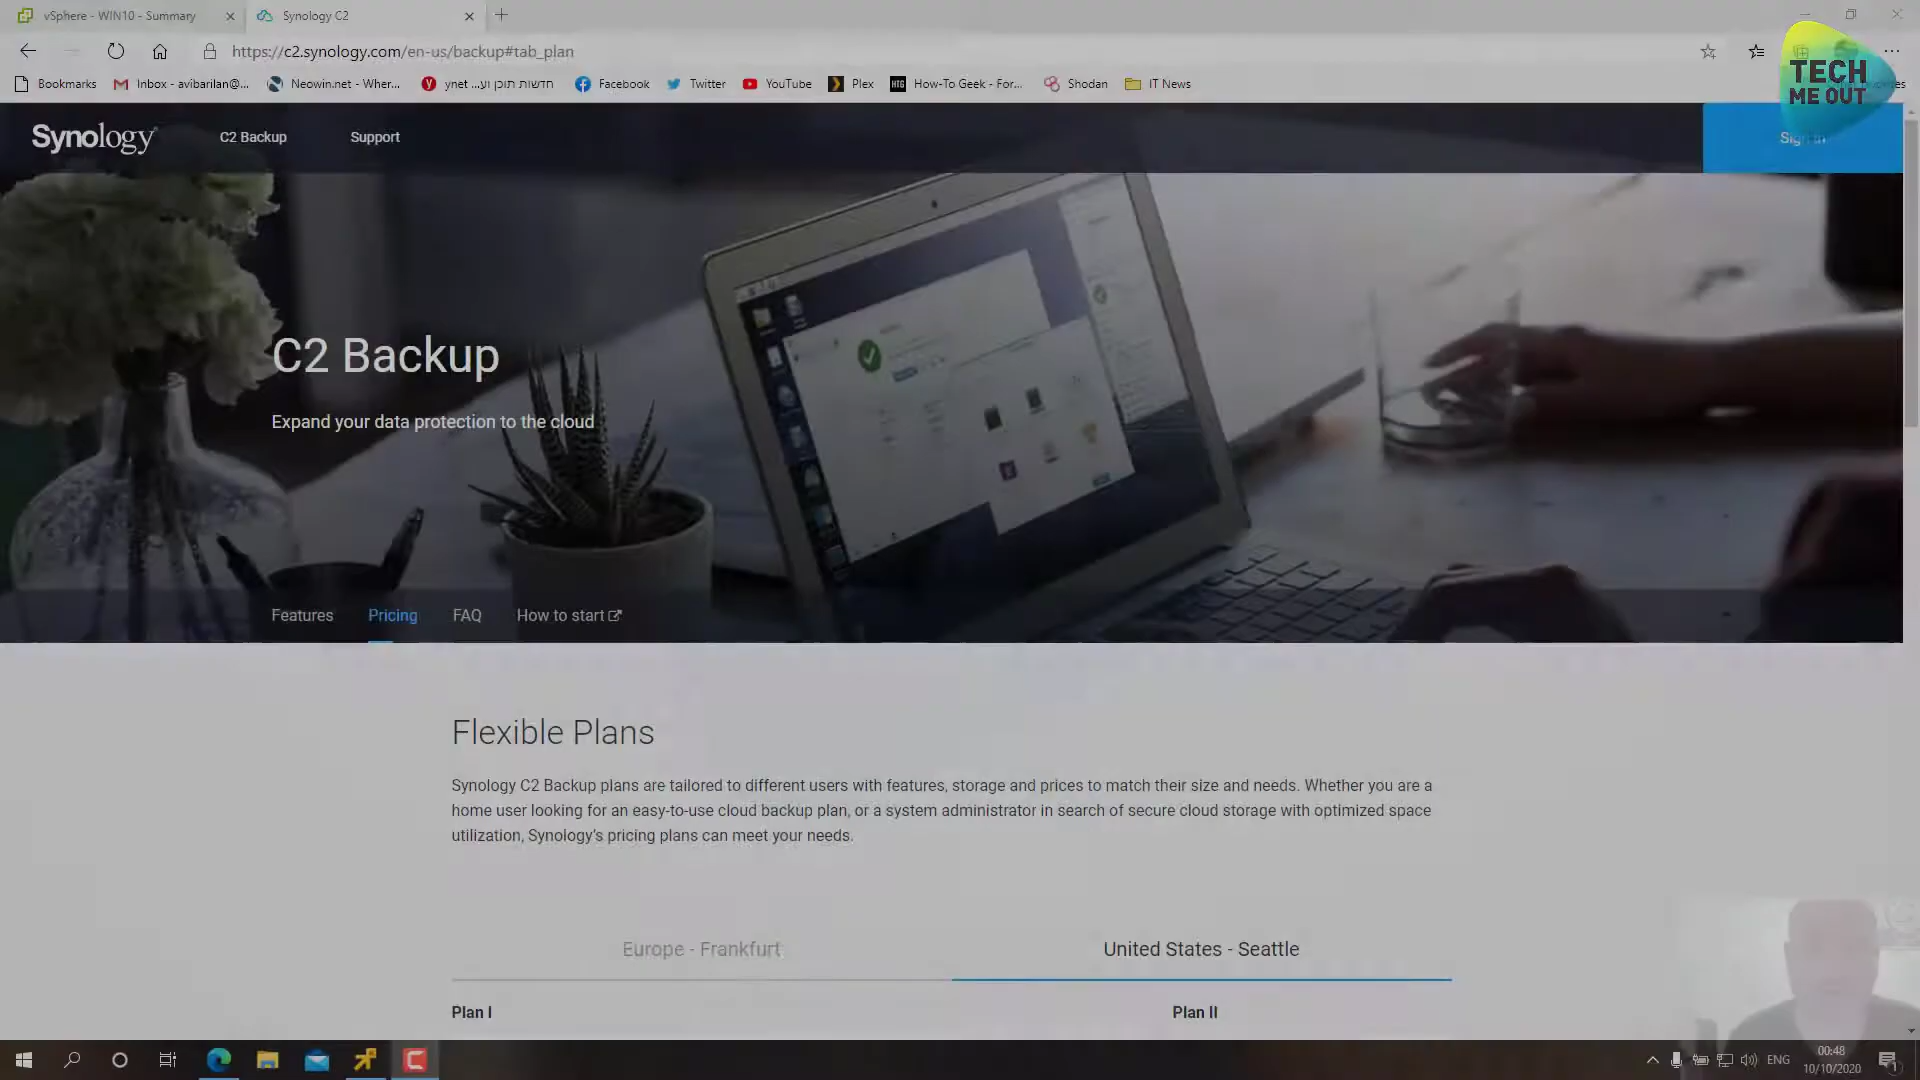 vSphere - WIN10 - Summary
Synology C2
https://c2.synology.com/en-us/backup#tab_plan
TECH
ME OUT
Bookmarks
Inbox - avibarilan@...
Neowin.net - Wher...
ynet חדשות תוכן וע...
Facebook
Twitter
YouTube
Plex
HTG
How-To Geek - For...
Shodan
IT News
Synology
C2 Backup
Support
Sign in
C2 Backup
Expand your data protection to the cloud
Features
Pricing
FAQ
How to start
Flexible Plans
Synology C2 Backup plans are tailored to different users with features, storage and prices to match their size and needs. Whether you are a
home user looking for an easy-to-use cloud backup plan, or a system administrator in search of secure cloud storage with optimized space
utilization, Synology's pricing plans can meet your needs.
Europe - Frankfurt
United States - Seattle
Plan I
Plan II
ENG
00:48
10/10/2020